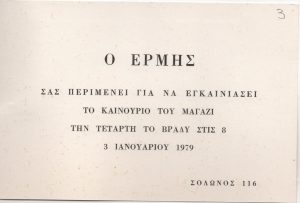 3
Ο ΕΡΜΗΣ
ΣΑΣ ΠΕΡΙΜΕΝΕΙ ΓΙΑ ΝΑ ΕΓΚΑΙΝΙΑΣΕΙ
ΤΟ ΚΑΙΝΟΥΡΙΟ ΤΟΥ ΜΑΓΑΖΙ
ΤΗΝ ΤΕΤΑΡΤΗ ΤΟ ΒΡΑΔΥ ΣΤΙΣ 8
3 ΙΑΝΟΥΑΡΙΟΥ 1979
ΣΟΛΩΝΟΣ 116